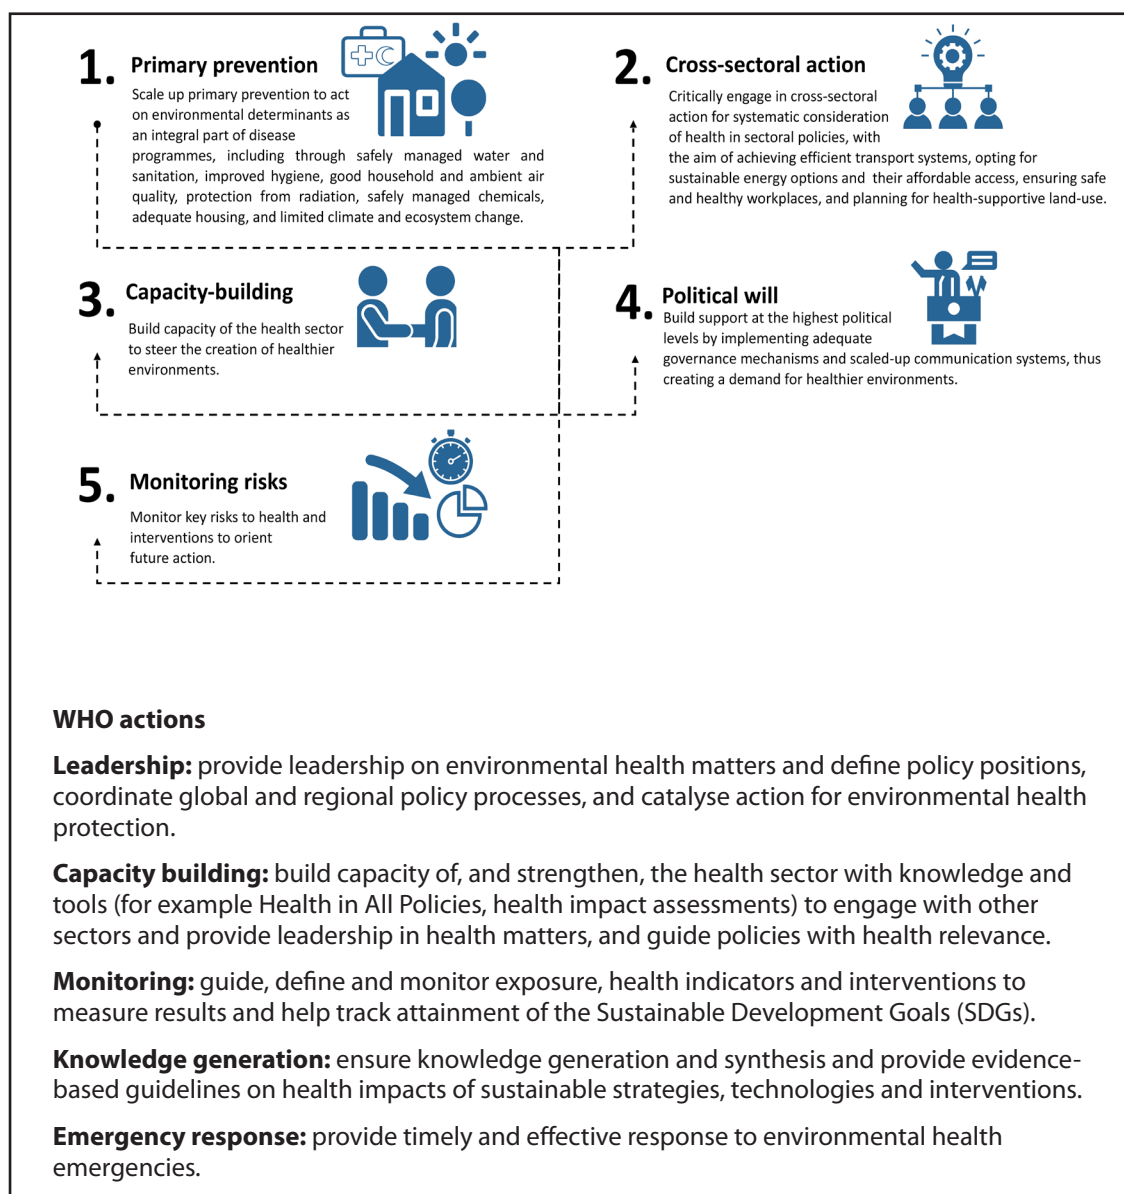 1. Primary prevention
Scale up primary prevention to act
on environmental determinants as
an integral part of disease
programmes, including through safely managed water and
sanitation, improved hygiene, good household and ambient air
quality, protection from radiation, safely managed chemicals,
adequate housing, and limited climate and ecosystem change.
2. Cross-sectoral action
Critically engage in cross-sectoral
action for systematic consideration
of health in sectoral policies, with
the aim of achieving efficient transport systems, opting for
sustainable energy options and their affordable access, ensuring safe
and healthy workplaces, and planning for health-supportive land-use.
3. Capacity-building
Build capacity of the health sector
to steer the creation of healthier
environments.
4. Political will
Build support at the highest political
levels by implementing adequate
governance mechanisms and scaled-up communication systems, thus
creating a demand for healthier environments.
5. Monitoring risks
Monitor key risks to health and
interventions to orient
future action.
WHO actions
Leadership: provide leadership on environmental health matters and define policy positions,
coordinate global and regional policy processes, and catalyse action for environmental health
protection.
Capacity building: build capacity of, and strengthen, the health sector with knowledge and
tools (for example Health in All Policies, health impact assessments) to engage with other
sectors and provide leadership in health matters, and guide policies with health relevance.
Monitoring: guide, define and monitor exposure, health indicators and interventions to
measure results and help track attainment of the Sustainable Development Goals (SDGs).
Knowledge generation: ensure knowledge generation and synthesis and provide evidence-
based guidelines on health impacts of sustainable strategies, technologies and interventions.
Emergency response: provide timely and effective response to environmental health
emergencies.